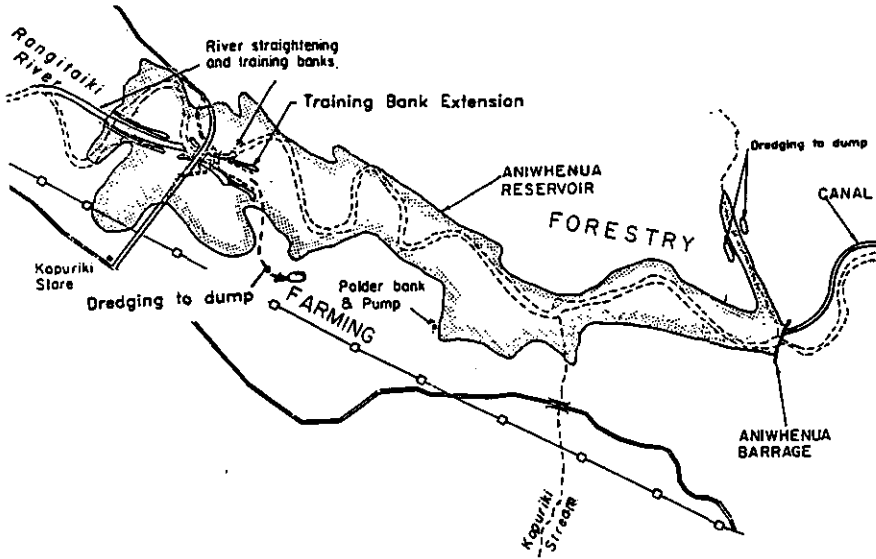 Rangitaiki
River
River straightening
and training banks.
Training Bank Extension
ANIWHENUA
RESERVOIR
Dredging to dump
CANAL
FORESTRY
Kopuriki
Store
Dredging to dump
Polder bank
& Pump
FARMING
ANIWHENUA
BARRAGE
Kopuriki
Stream